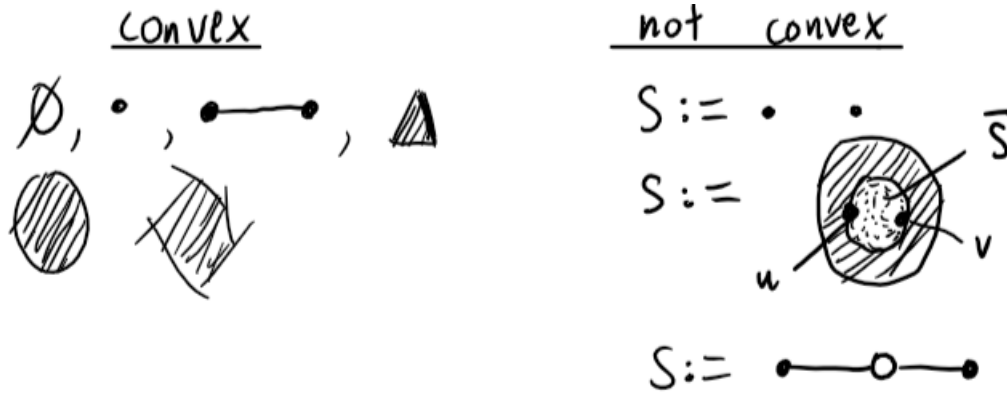 convex
not convex
∅, , ,
S :=
S̅
S :=
u
v
S :=